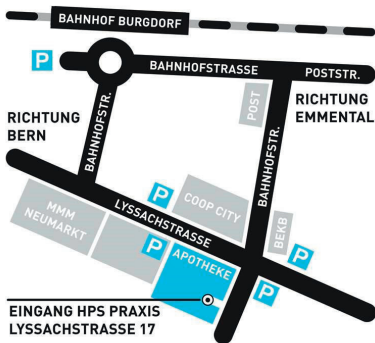 BAHNHOF BURGDORF
P
BAHNHOFSTRASSE
POSTSTR.
RICHTUNG
BERN
BAHNHOFSTR.
POST
BAHNHOFSTR.
RICHTUNG
EMMENTAL
P
COOP CITY
BEKB
MMM
NEUMARKT
LYSSACHSTRASSE
P
APOTHEKE
P
P
EINGANG HPS PRAXIS
LYSSACHSTRASSE 17